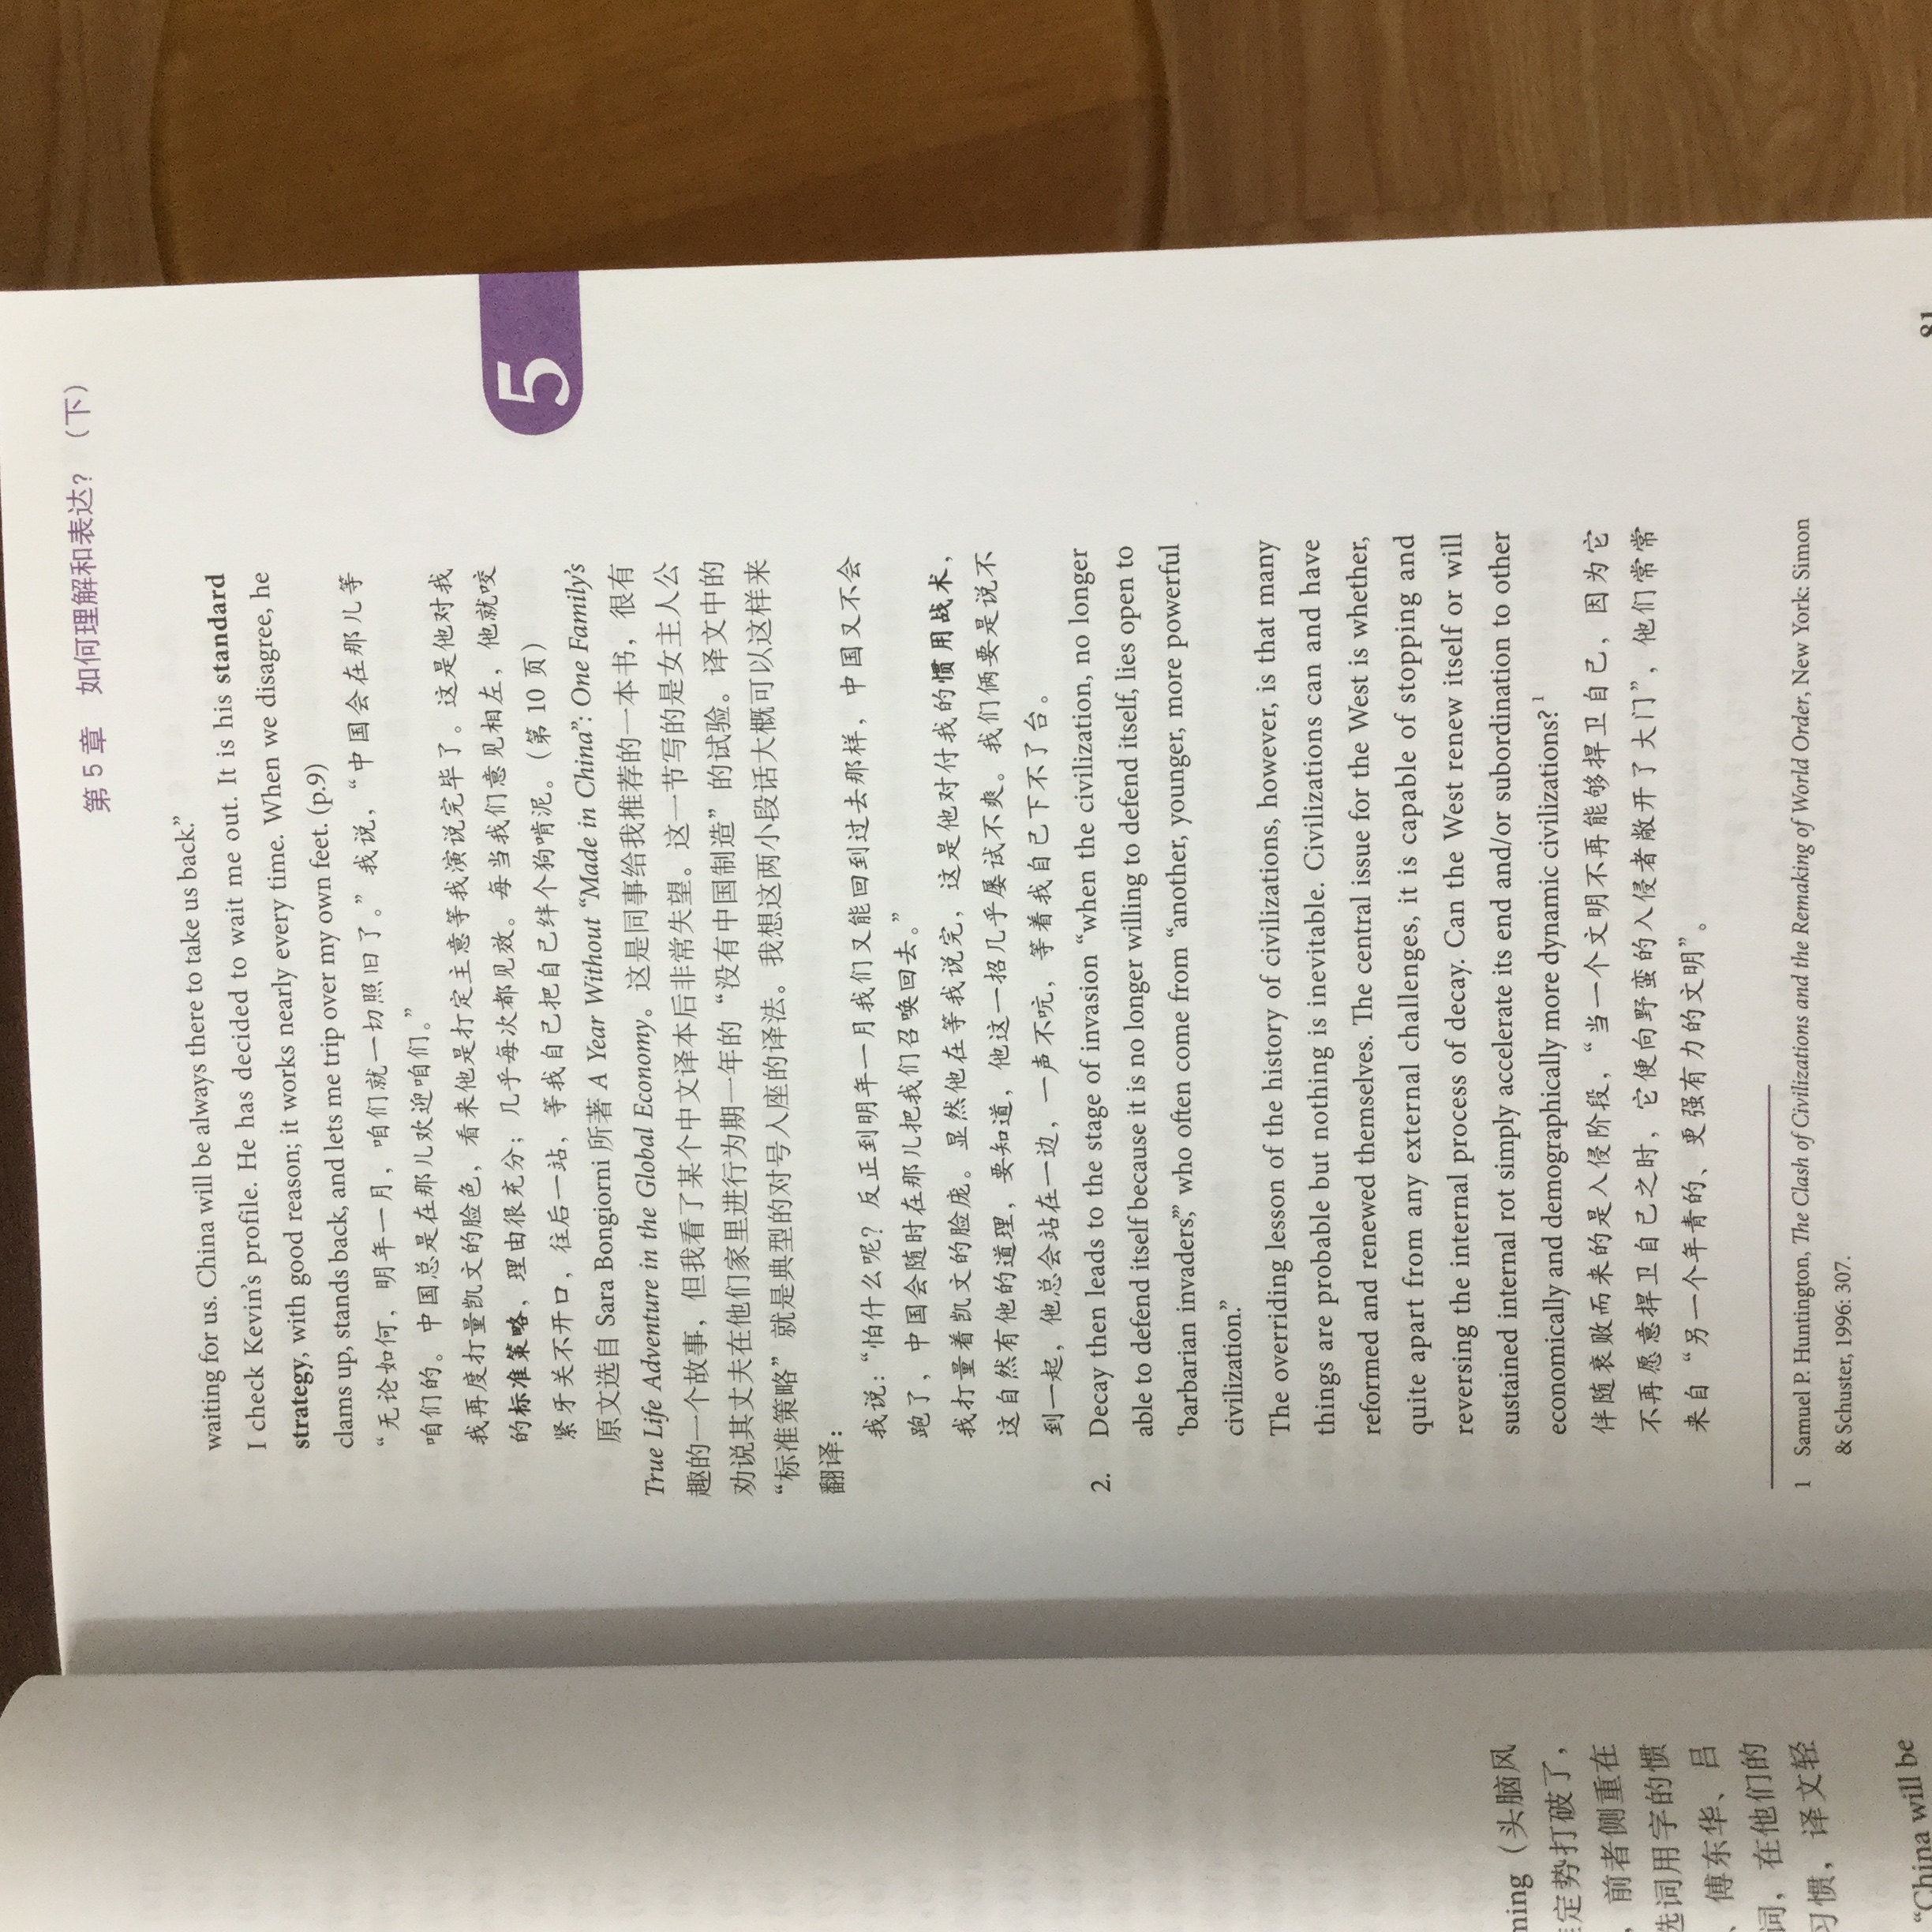 第5章 如何理解和表达？（下）
waiting for us. China will be always there to take us back.”
I check Kevin’s profile. He has decided to wait me out. It is his standard
strategy, with good reason; it works nearly every time. When we disagree, he
clams up, stands back, and lets me trip over my own feet. (p.9)
“无论如何，明年一月，咱们就一切照旧了。”我说，“中国会在那儿等
咱们的。中国总是在那儿欢迎咱们。”
我再度打量凯文的脸色，看来他是打定主意等我演说完毕了。这是他对我
的标准策略，理由很充分；几乎每次都见效。每当我们意见相左，他就咬
紧牙关不开口，往后一站，等我自己把自己绊个狗啃泥。（第10页）
原文选自 Sara Bongiorni 所著 A Year Without “Made in China”: One Family’s
True Life Adventure in the Global Economy。这是同事给我推荐的一本书，很有
趣的一个故事，但我看了某个中文译本后非常失望。这一节写的是女主人公
劝说其丈夫在他们家里进行为期一年的“没有中国制造”的试验。译文中的
“标准策略”就是典型的对号入座的译法。我想这两小段话大概可以这样来
翻译：
我说：“怕什么呢？反正到明年一月我们又能回到过去那样，中国又不会
跑了，中国会随时在那儿把我们召唤回去。”
我打量着凯文的脸庞。显然他在等我说完，这是他对付我的惯用战术，
这自然有他的道理，要知道，他这一招几乎屡试不爽。我们俩要是说不
到一起，他总会站在一边，一声不吭，等着我自己下不了台。
2. Decay then leads to the stage of invasion “when the civilization, no longer
able to defend itself because it is no longer willing to defend itself, lies open to
‘barbarian invaders,’” who often come from “another, younger, more powerful
civilization.”
The overriding lesson of the history of civilizations, however, is that many
things are probable but nothing is inevitable. Civilizations can and have
reformed and renewed themselves. The central issue for the West is whether,
quite apart from any external challenges, it is capable of stopping and
reversing the internal process of decay. Can the West renew itself or will
sustained internal rot simply accelerate its end and/or subordination to other
economically and demographically more dynamic civilizations? 1
伴随衰败而来的是入侵阶段，“当一个文明不再能够捍卫自己，因为它
不再愿意捍卫自己之时，它便向野蛮的入侵者敞开了大门”，他们常常
来自“另一个年青的、更强有力的文明”。
1 Samuel P. Huntington, The Clash of Civilizations and the Remaking of World Order, New York: Simon
& Schuster, 1996: 307.
5
81
ming（头脑风
定势打破了，
，前者侧重在
选词用字的惯
、傅东华、吕
词，在他们的
习惯，译文轻
“China will be